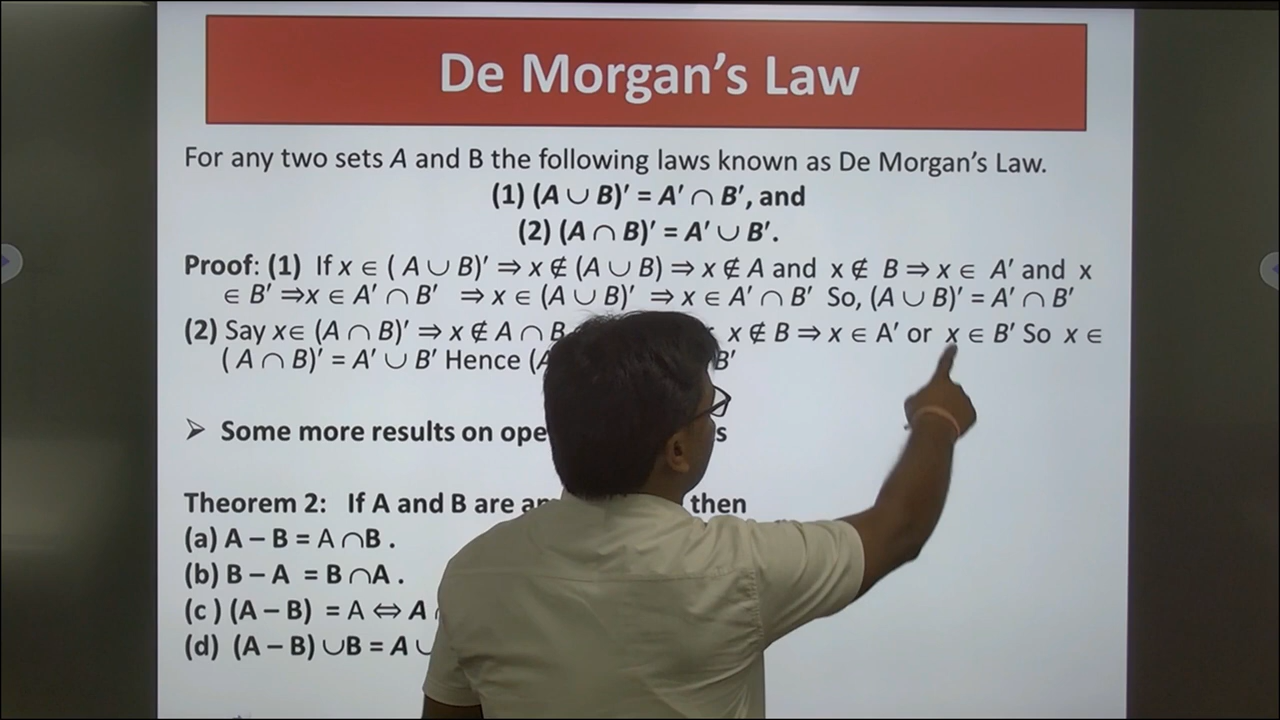 De Morgan's Law
For any two sets A and B the following laws known as De Morgan's Law.
(1) (A ∪ B)′ = A′ ∩ B′, and
(2) (A ∩ B)′ = A′ ∪ B′.
Proof: (1) If x ∈ ( A ∪ B)′ ⇒ x ∉ (A ∪ B) ⇒ x ∉ A and x ∉ B ⇒ x ∈ A′ and x
∈ B′ ⇒x ∈ A′ ∩ B′ ⇒ x ∈ (A ∪ B)′ ⇒ x ∈ A′ ∩ B′ So, (A ∪ B)′ = A′ ∩ B′
(2) Say x∈ (A ∩ B)′ ⇒ x ∉ A ∩ B x ∉ B ⇒ x ∈ A′ or x ∈ B′ So x ∈
( A ∩ B)′ = A′ ∪ B′ Hence (A B′
➢ Some more results on
Theorem 2: If A and B are then
(a) A – B = A ∩B .
(b) B – A = B ∩A .
(c ) (A – B) = A ⇔ A
(d) (A – B) ∪B = A ∪